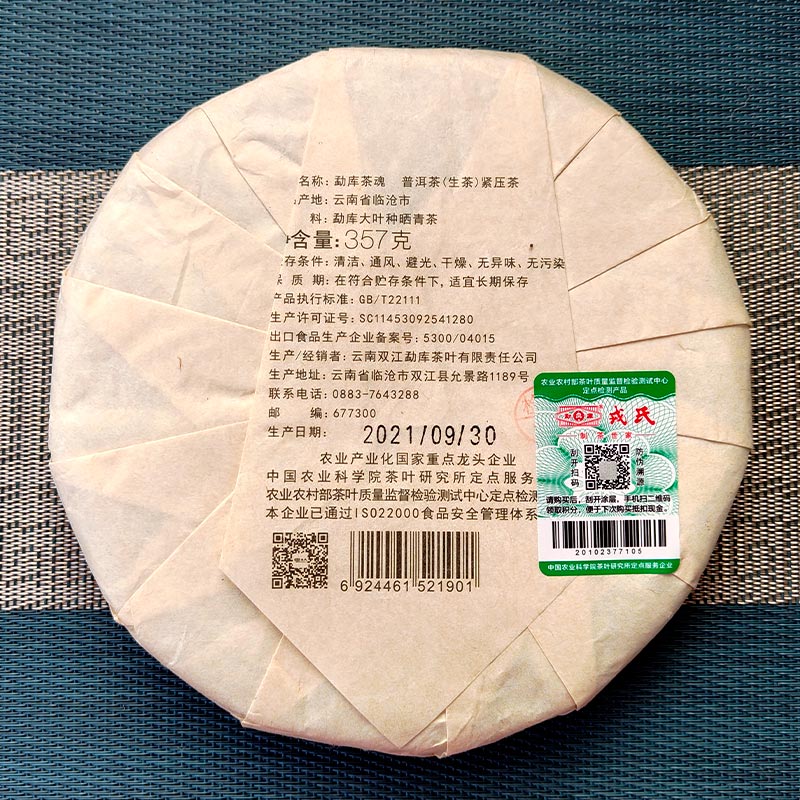 名称: 勐库茶魂 普洱茶(生茶)紧压茶
产地: 云南省临沧市
料: 勐库大叶种晒青茶
含量: 357克
存条件: 清洁、通风、避光、干燥、无异味、无污染
质 期: 在符合贮存条件下, 适宜长期保存
产品执行标准: GB/T22111
生产许可证号: SC11453092541280
出口食品生产企业备案号: 5300/04015
生产/经销者: 云南双江勐库茶叶有限责任公司
生产地址: 云南省临沧市双江县允景路1189号
联系电话: 0883-7643288
邮 编: 677300
生产日期: 2021/09/30
农业产业化国家重点龙头企业
中国农业科学院茶叶研究所定点服务
农业农村部茶叶质量监督检验测试中心定点检测
本企业已通过ISO22000食品安全管理体系
6 924461 521901
农业农村部茶叶质量监督检验测试中心
定点检测产品
戎氏
制茶世家
刮开扫码
防伪溯源
请购买后, 刮开涂层, 手机扫二维码
领取积分, 便于下次购买抵扣现金。
20102377105
中国农业科学院茶叶研究所定点服务企业